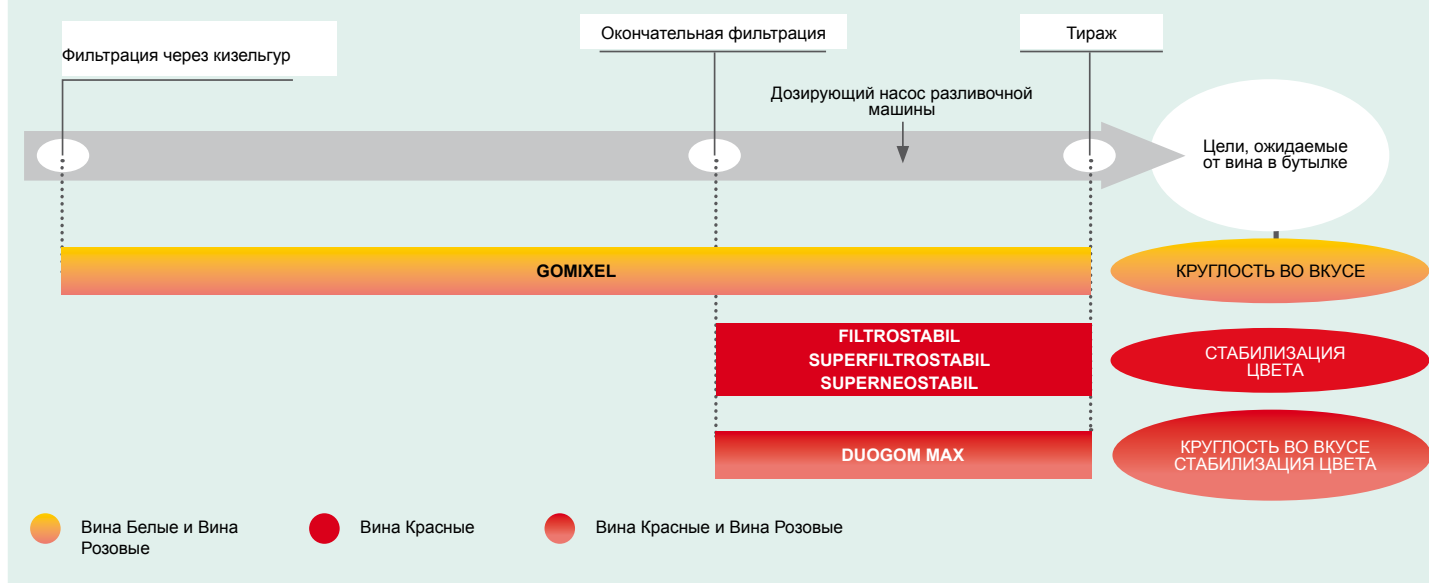 Фильтрация через кизельгур
Окончательная фильтрация
Тираж
Дозирующий насос разливочной
машины
Цели, ожидаемые
от вина в бутылке
GOMIXEL
КРУГЛОСТЬ ВО ВКУСЕ
FILTROSTABIL
SUPERFILTROSTABIL
SUPERNEOSTABIL
СТАБИЛИЗАЦИЯ
ЦВЕТА
DUOGOM MAX
КРУГЛОСТЬ ВО ВКУСЕ
СТАБИЛИЗАЦИЯ ЦВЕТА
Вина Белые и Вина
Розовые
Вина Красные
Вина Красные и Вина Розовые